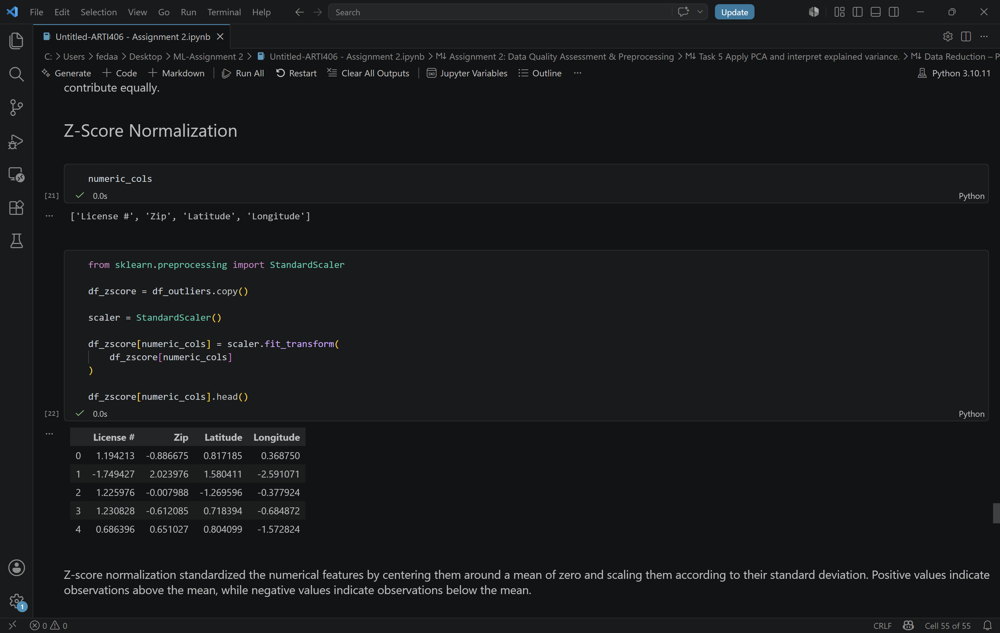 File Edit Selection View Go Run Terminal Help Search Update
Untitled-ARTI406 - Assignment 2.ipynb
C: > Users > fedaa > Desktop > ML-Assignment 2 > Untitled-ARTI406 - Assignment 2.ipynb > M↓ Assignment 2: Data Quality Assessment & Preprocessing > M↓ Task 5 Apply PCA and interpret explained variance. > M↓ Data Reduction – P
Generate + Code + Markdown Run All Restart Clear All Outputs Jupyter Variables Outline ... Python 3.10.11
contribute equally.
Z-Score Normalization
numeric_cols
[21] ✓ 0.0s Python
['License #', 'Zip', 'Latitude', 'Longitude']
from sklearn.preprocessing import StandardScaler
df_zscore = df_outliers.copy()
scaler = StandardScaler()
df_zscore[numeric_cols] = scaler.fit_transform(
    df_zscore[numeric_cols]
)
df_zscore[numeric_cols].head()
[22] ✓ 0.0s Python
License # Zip Latitude Longitude
0 1.194213 -0.886675 0.817185 0.368750
1 -1.749427 2.023976 1.580411 -2.591071
2 1.225976 -0.007988 -1.269596 -0.377924
3 1.230828 -0.612085 0.718394 -0.684872
4 0.686396 0.651027 0.804099 -1.572824
Z-score normalization standardized the numerical features by centering them around a mean of zero and scaling them according to their standard deviation. Positive values indicate
observations above the mean, while negative values indicate observations below the mean.
1
0 0 CRLF Cell 55 of 55